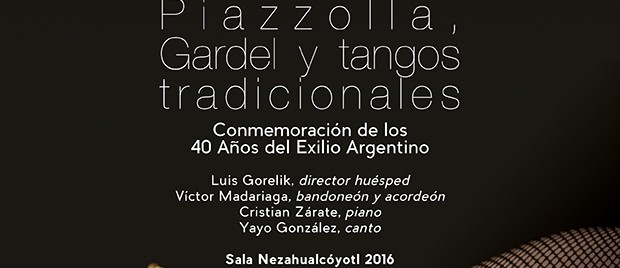 Piazzolla,
Gardel y tangos
tradicionales
Conmemoración de los
40 Años del Exilio Argentino
Luis Gorelik, director huésped
Víctor Madariaga, bandoneón y acordeón
Cristian Zárate, piano
Yayo González, canto
Sala Nezahualcóyotl 2016